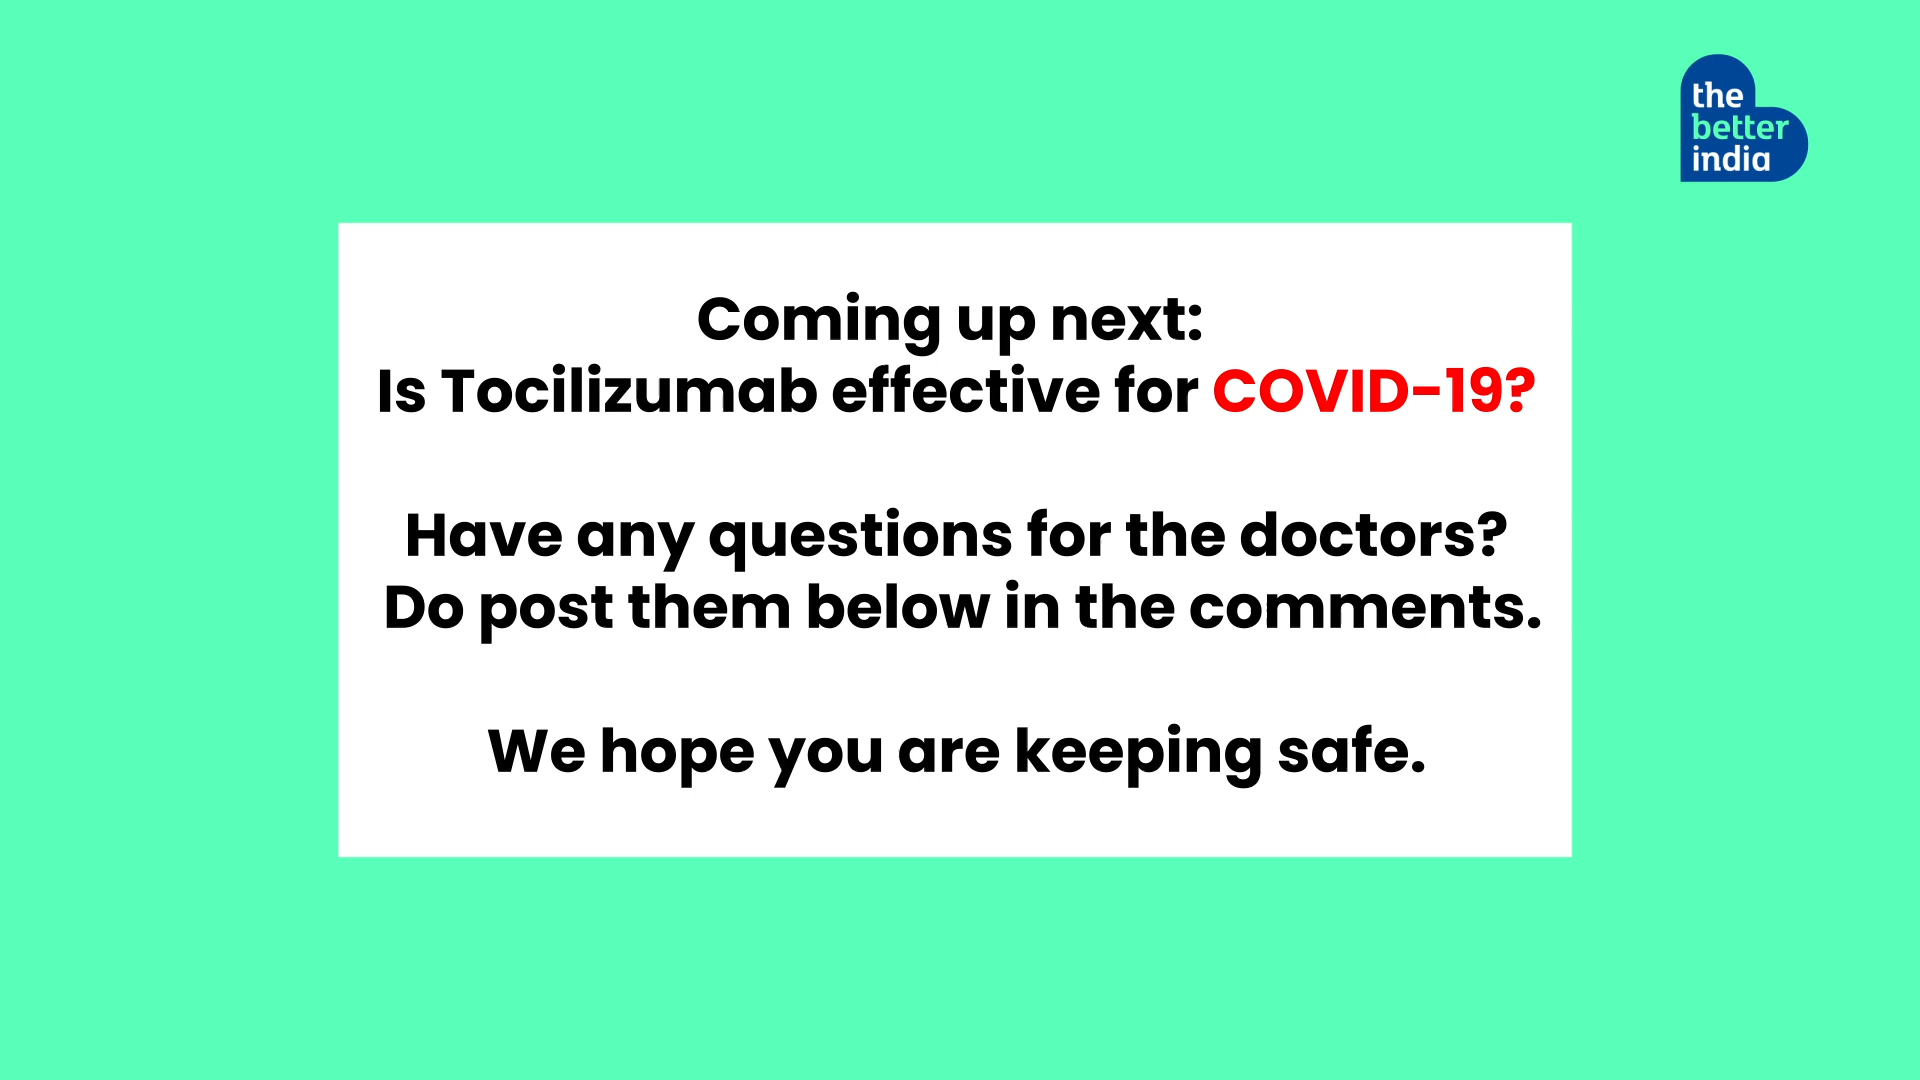 the
better
india
Coming up next:
Is Tocilizumab effective for COVID-19?
Have any questions for the doctors?
Do post them below in the comments.
We hope you are keeping safe.